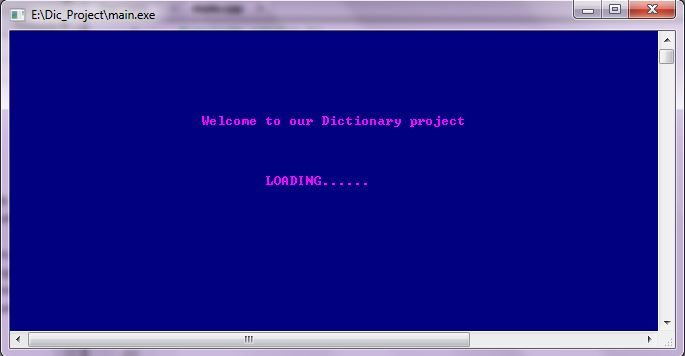 E:\Dic_Project\main.exe
Welcome to our Dictionary project
LOADING......